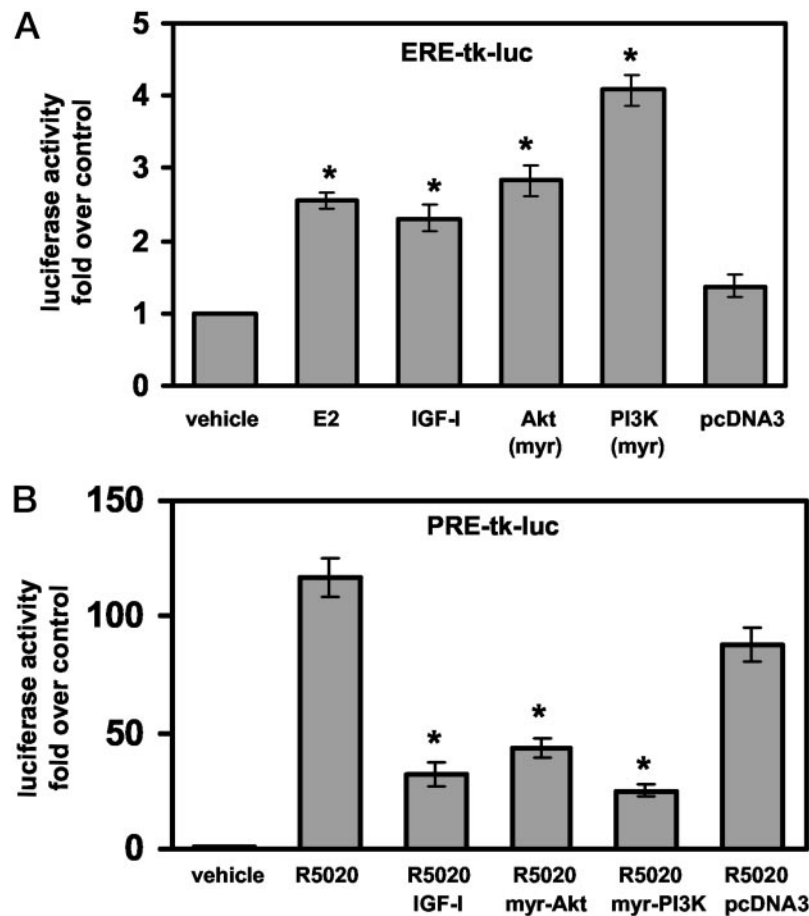 A
ERE-tk-luc
luciferase activity
fold over control
5
4
3
2
1
0
*
*
*
*
vehicle
E2
IGF-I
Akt
(myr)
PI3K
(myr)
pcDNA3
B
PRE-tk-luc
luciferase activity
fold over control
150
100
50
0
*
*
*
vehicle
R5020
R5020
IGF-I
R5020
myr-Akt
R5020
myr-PI3K
R5020
pcDNA3